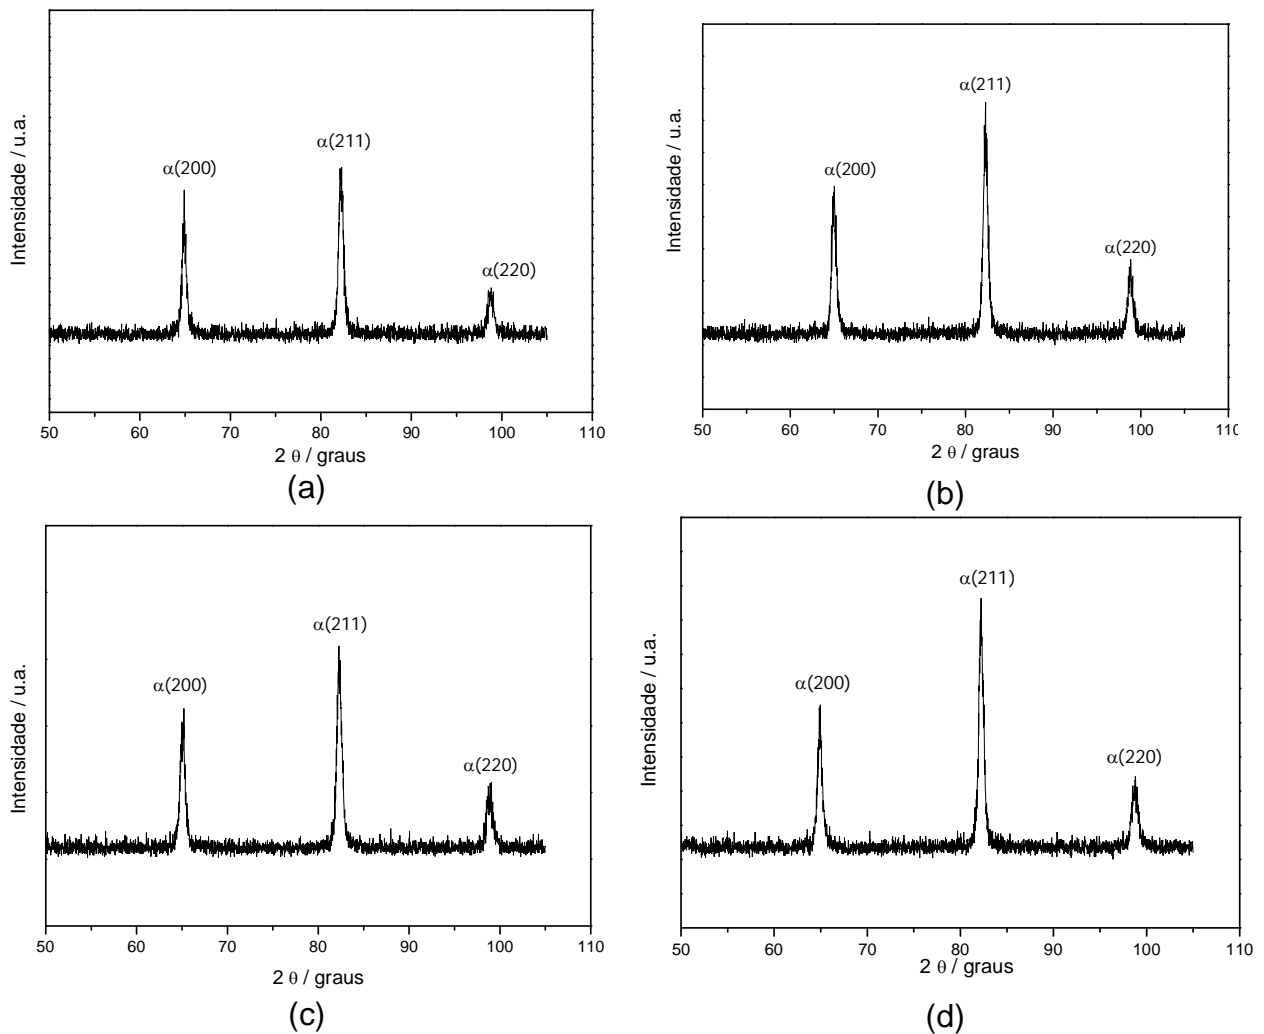 α(200)
α(211)
α(220)
Intensidade / u.a.
50 60 70 80 90 100 110
2 θ / graus
(a)
α(200)
α(211)
α(220)
Intensidade / u.a.
50 60 70 80 90 100 110
2 θ / graus
(b)
α(200)
α(211)
α(220)
Intensidade / u.a.
50 60 70 80 90 100 110
2 θ / graus
(c)
α(200)
α(211)
α(220)
Intensidade / u.a.
50 60 70 80 90 100 110
2 θ / graus
(d)